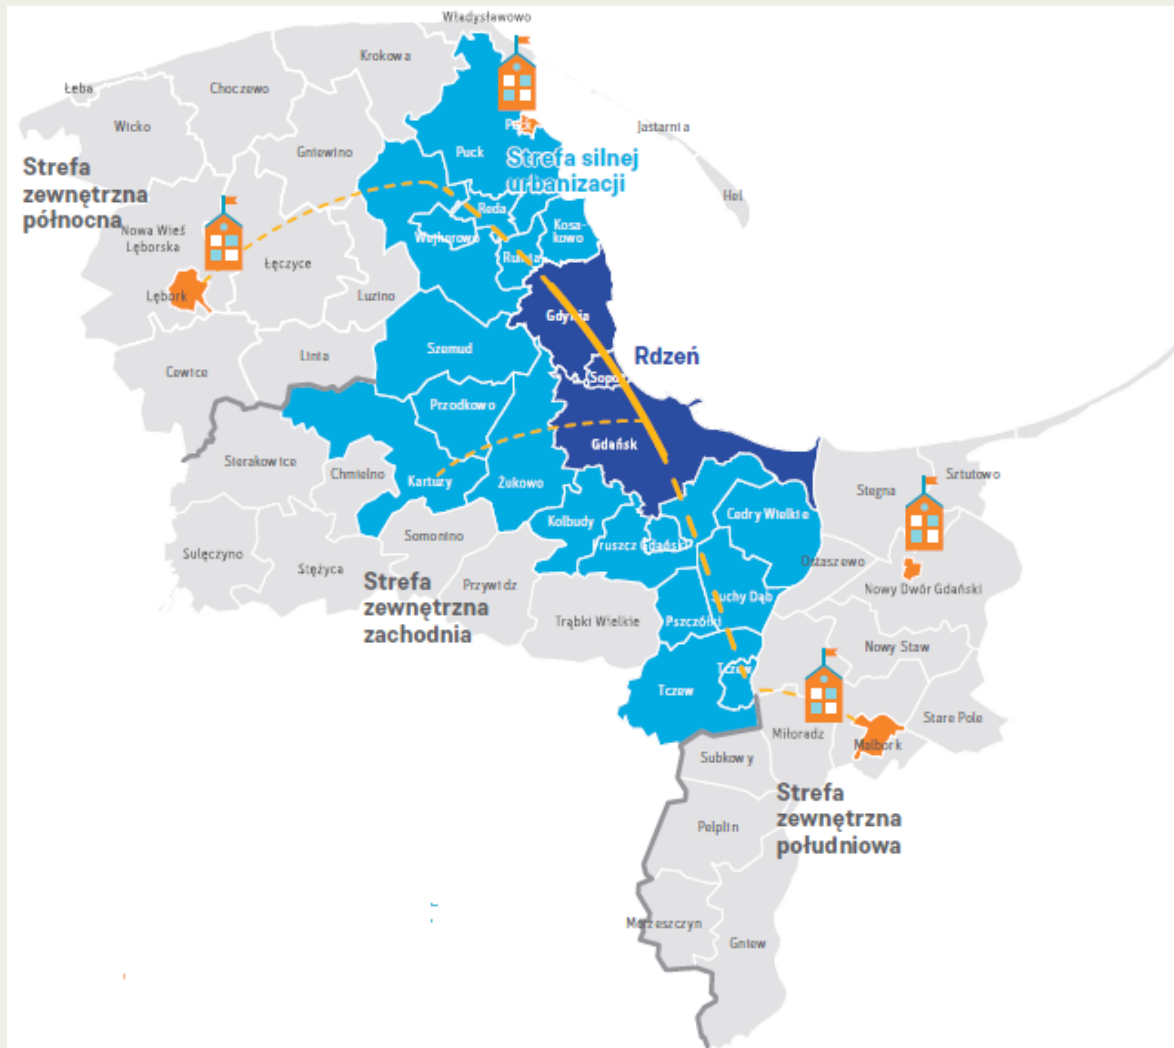 Władysławowo
Krokowa
Łeba
Choczewo
Wicko
Jastarnia
Puck
Gniewino
Puck
Strefa silnej
urbanizacji
Strefa
zewnętrzna
północna
Hel
Reda
Nowa Wieś
Lęborska
Wejherowo
Kosa-
kowo
Rumia
Łęczyce
Lębork
Luzino
Gdynia
Linia
Szemud
Rdzeń
Cewice
Sopot
Przodkowo
Gdańsk
Sierakowice
Chmielno
Kartuzy
Żukowo
Sztutowo
Stegna
Cedry Wielkie
Kolbudy
Somonino
Pruszcz Gdański
Sulęczyno
Stężyca
Ostaszewo
Strefa
zewnętrzna
zachodnia
Przywidz
Nowy Dwór Gdański
Suchy Dąb
Trąbki Wielkie
Pszczółki
Nowy Staw
Tczew
Tczew
Stare Pole
Miłoradz
Malbork
Subkowy
Strefa
zewnętrzna
południowa
Pelplin
Morzeszczyn
Gniew